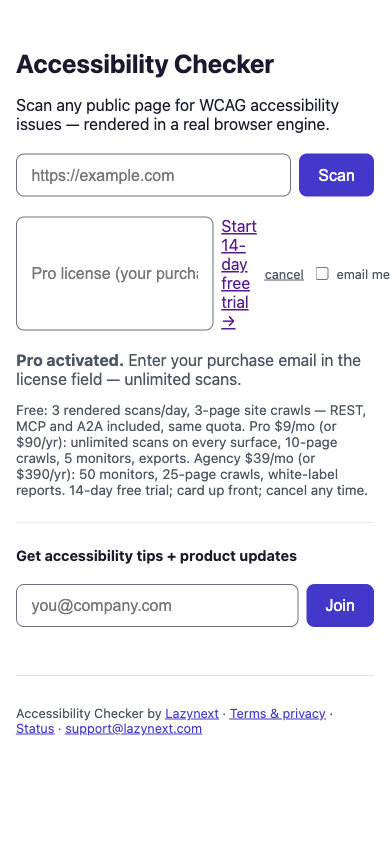 Accessibility Checker
Scan any public page for WCAG accessibility
issues — rendered in a real browser engine.
https://example.com
Scan
Pro license (your purcha
Start
14-
day
free
trial
→
cancel
email me
Pro activated. Enter your purchase email in the
license field — unlimited scans.
Free: 3 rendered scans/day, 3-page site crawls — REST,
MCP and A2A included, same quota. Pro $9/mo (or
$90/yr): unlimited scans on every surface, 10-page
crawls, 5 monitors, exports. Agency $39/mo (or
$390/yr): 50 monitors, 25-page crawls, white-label
reports. 14-day free trial; card up front; cancel any time.
Get accessibility tips + product updates
you@company.com
Join
Accessibility Checker by Lazynext · Terms & privacy ·
Status · support@lazynext.com